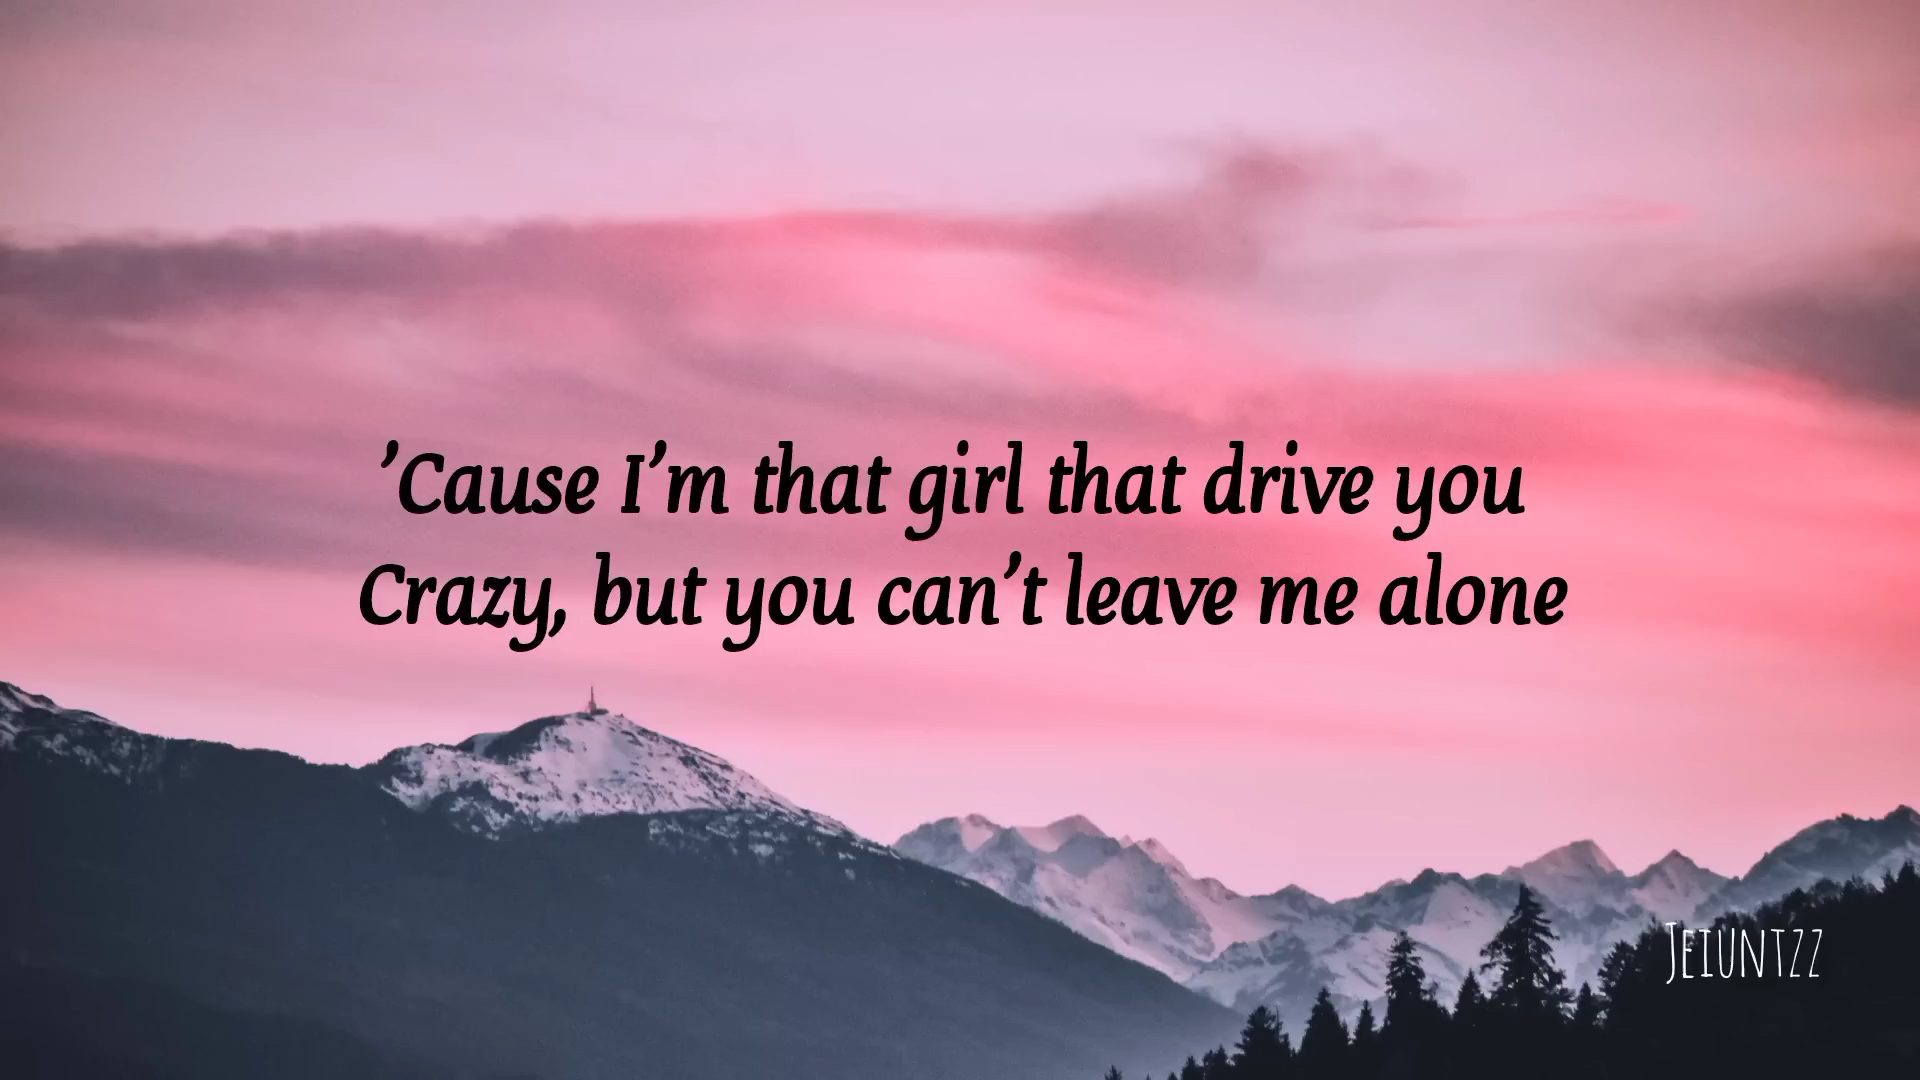 ’Cause I’m that girl that drive you
Crazy, but you can’t leave me alone
Jeiuntzz